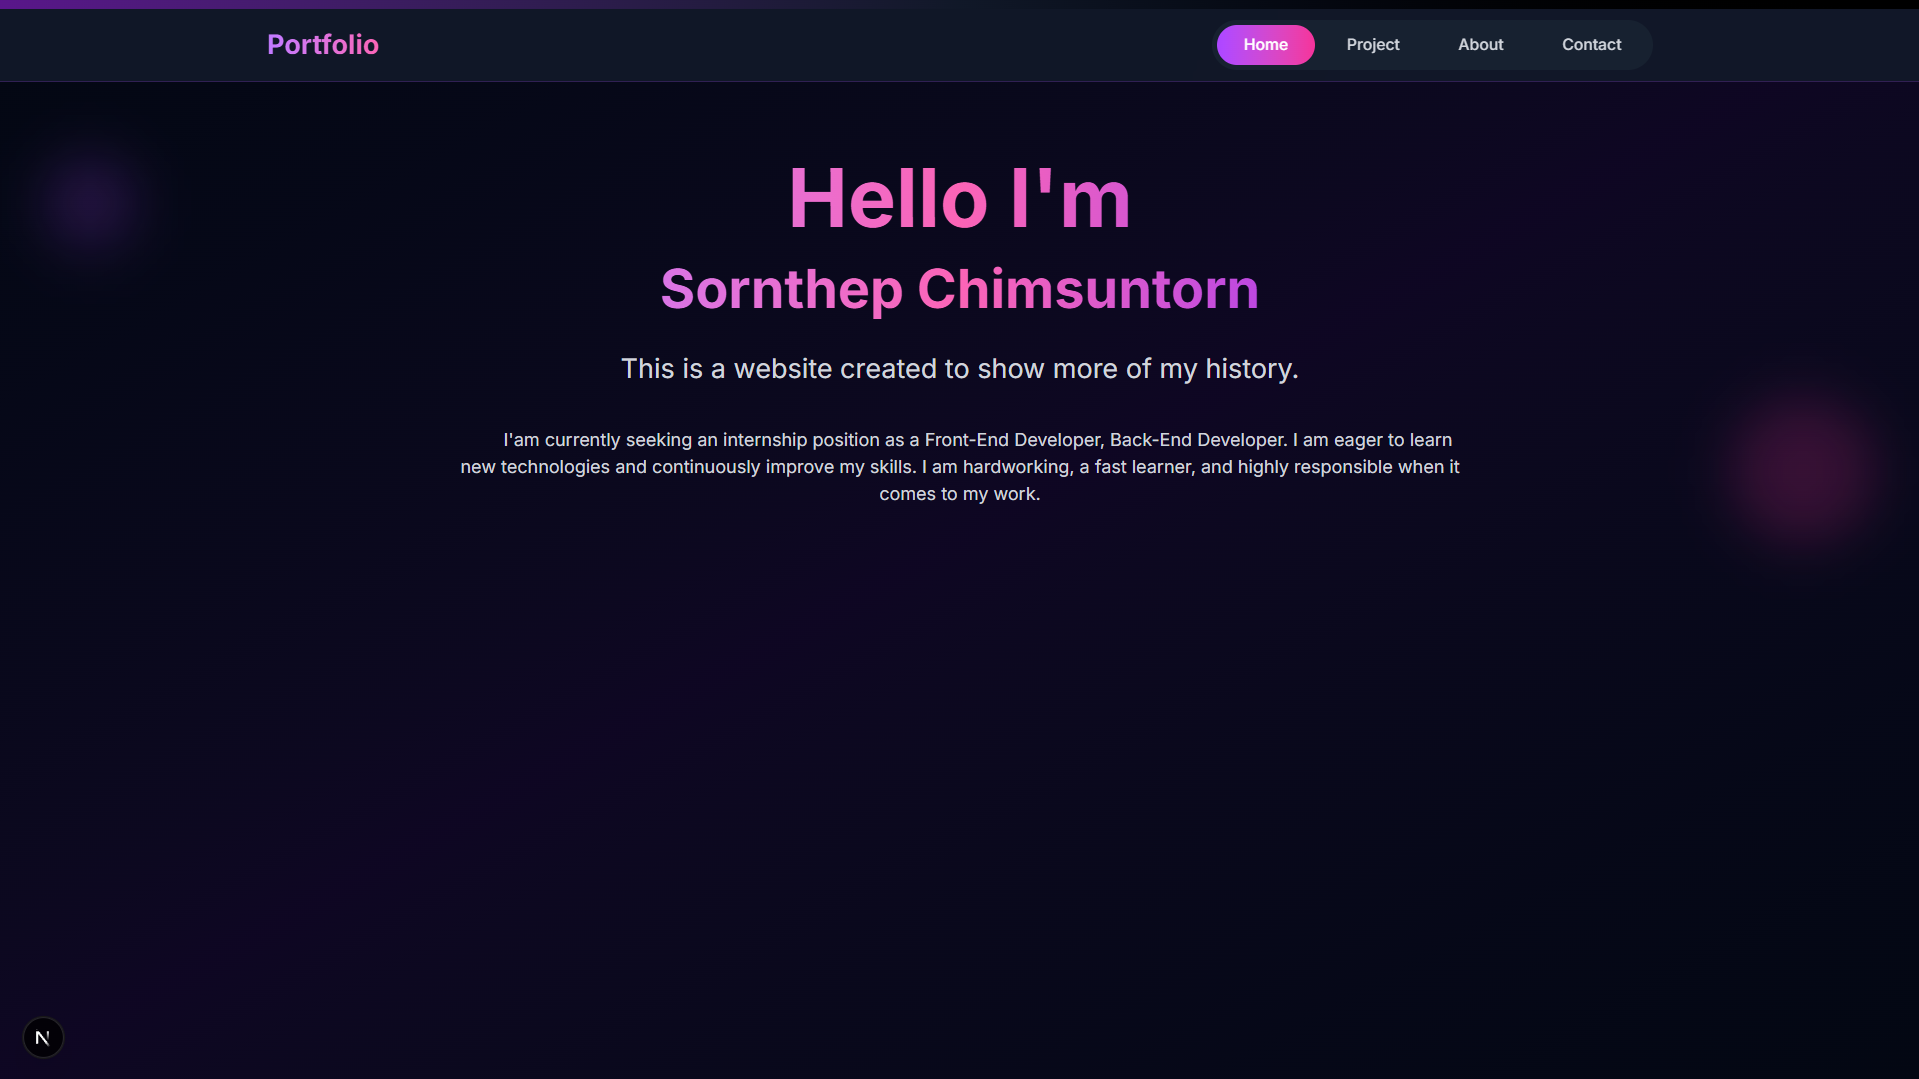 Portfolio
Home
Project
About
Contact
Hello I'm
Sornthep Chimsuntorn
This is a website created to show more of my history.
I'am currently seeking an internship position as a Front-End Developer, Back-End Developer. I am eager to learn
new technologies and continuously improve my skills. I am hardworking, a fast learner, and highly responsible when it
comes to my work.
N